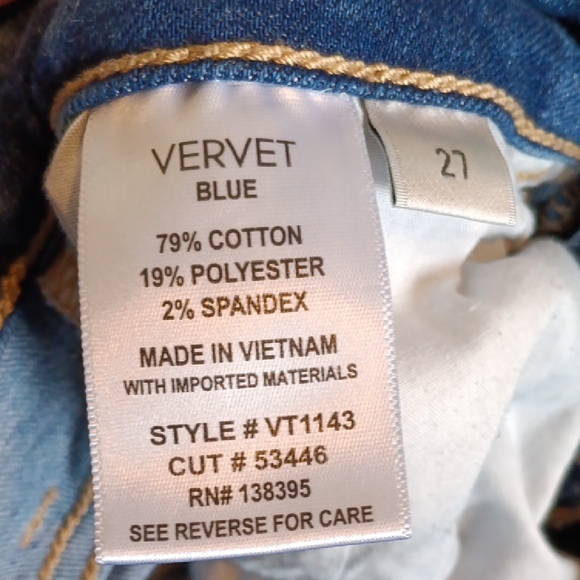 VERVET
BLUE
79% COTTON
19% POLYESTER
2% SPANDEX
MADE IN VIETNAM
WITH IMPORTED MATERIALS
STYLE # VT1143
CUT # 53446
RN# 138395
SEE REVERSE FOR CARE
27